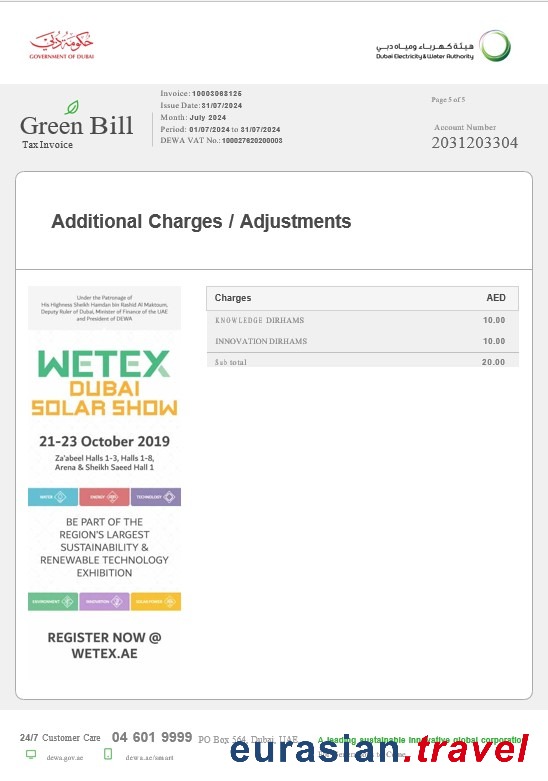 حكومة دبي
GOVERNMENT OF DUBAI
هيئة كهرباء ومياه دبي
Dubai Electricity & Water Authority
Green Bill
Tax Invoice
Invoice: 10003068125
Issue Date: 31/07/2024
Month: July 2024
Period: 01/07/2024 to 31/07/2024
DEWA VAT No.: 100027620200003
Page 5 of 5
Account Number
2031203304
Additional Charges / Adjustments
Under the Patronage of
His Highness Sheikh Hamdan bin Rashid Al Maktoum,
Deputy Ruler of Dubai, Minister of Finance of the UAE
and President of DEWA
WETEX
DUBAI
SOLAR SHOW
21-23 October 2019
Za'abeel Halls 1-3, Halls 1-8,
Arena & Sheikh Saeed Hall 1
WATER ENERGY TECHNOLOGY
BE PART OF THE
REGION'S LARGEST
SUSTAINABILITY &
RENEWABLE TECHNOLOGY
EXHIBITION
ENVIRONMENT INNOVATION SOLAR POWER
REGISTER NOW @
WETEX.AE
Charges AED
KNOWLEDGE DIRHAMS 10.00
INNOVATION DIRHAMS 10.00
Sub total 20.00
24/7 Customer Care 04 601 9999 PO Box 564, Dubai, UAE
A leading sustainable innovative global corporatio
dewa.gov.ae dewa.ae/smart
eurasian.travel